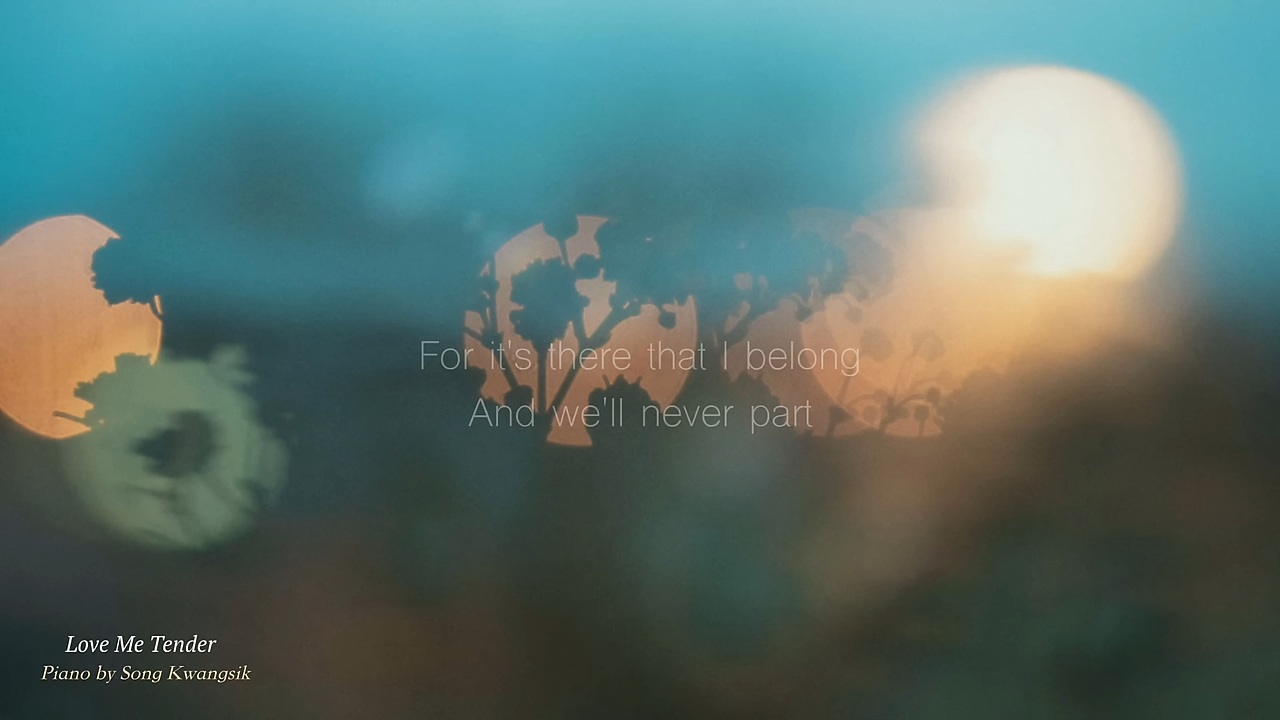 For it's there that I belong
And we'll never part
Love Me Tender
Piano by Song Kwangsik